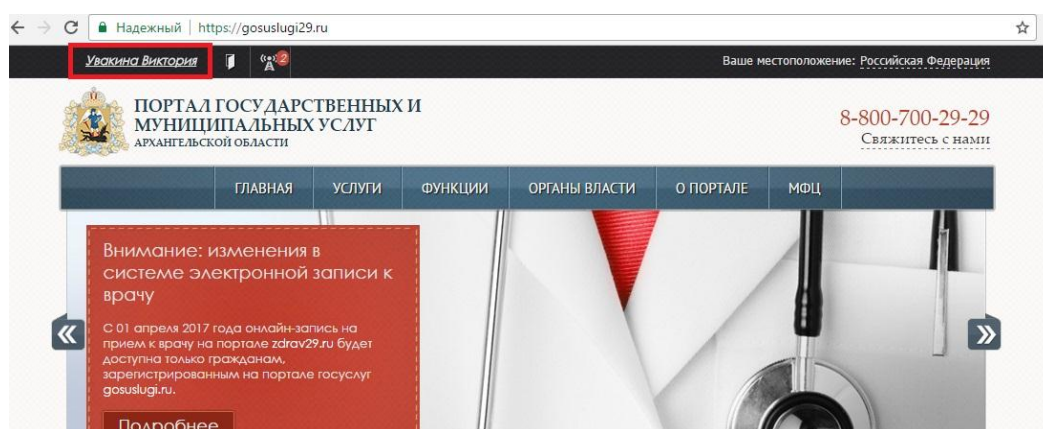 Надежный | https://gosuslugi29.ru
Увакина Виктория
2
Ваше местоположение: Российская Федерация
ПОРТАЛ ГОСУДАРСТВЕННЫХ И
МУНИЦИПАЛЬНЫХ УСЛУГ
АРХАНГЕЛЬСКОЙ ОБЛАСТИ
8-800-700-29-29
Свяжитесь с нами
ГЛАВНАЯ УСЛУГИ ФУНКЦИИ ОРГАНЫ ВЛАСТИ О ПОРТАЛЕ МФЦ
Внимание: изменения в
системе электронной записи к
врачу
С 01 апреля 2017 года онлайн-запись на
прием к врачу на портале zdrav29.ru будет
доступна только гражданам,
зарегистрированным на портале госуслуг
gosuslugi.ru.
Подробнее